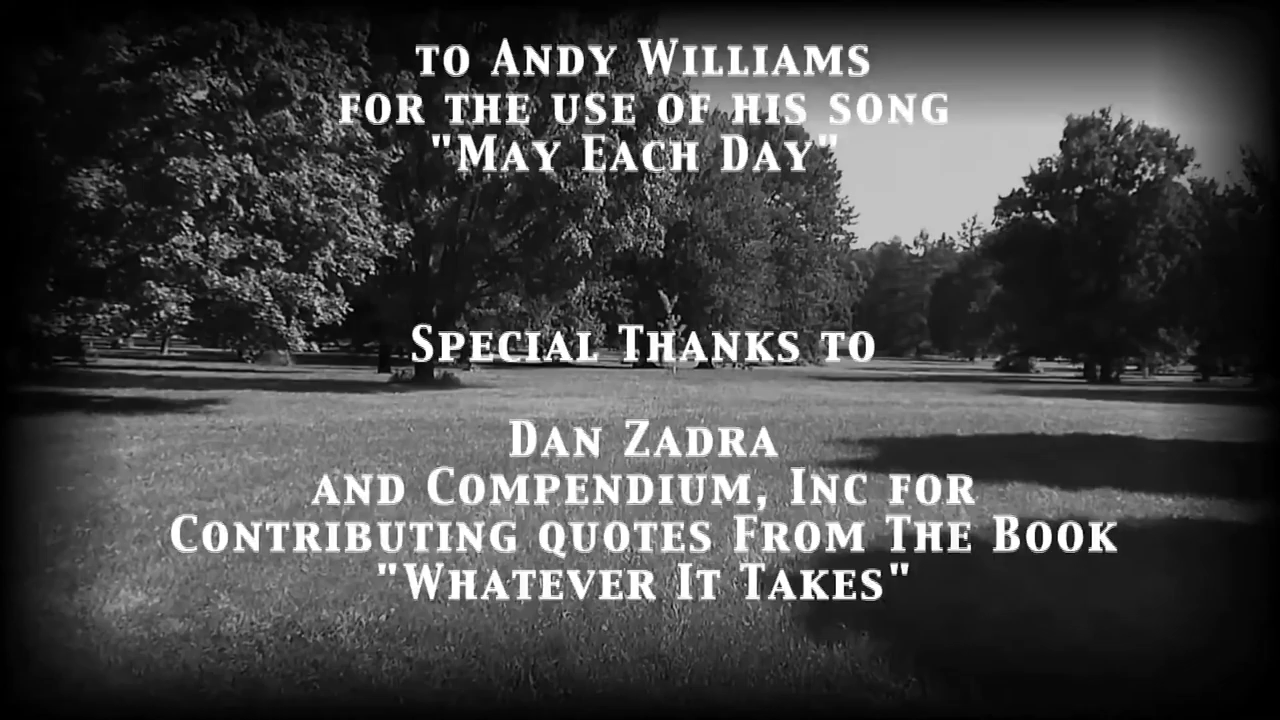 to Andy Williams
for the use of his song
"May Each Day"
Special Thanks to
Dan Zadra
and Compendium, Inc for
Contributing quotes From The Book
"Whatever It Takes"